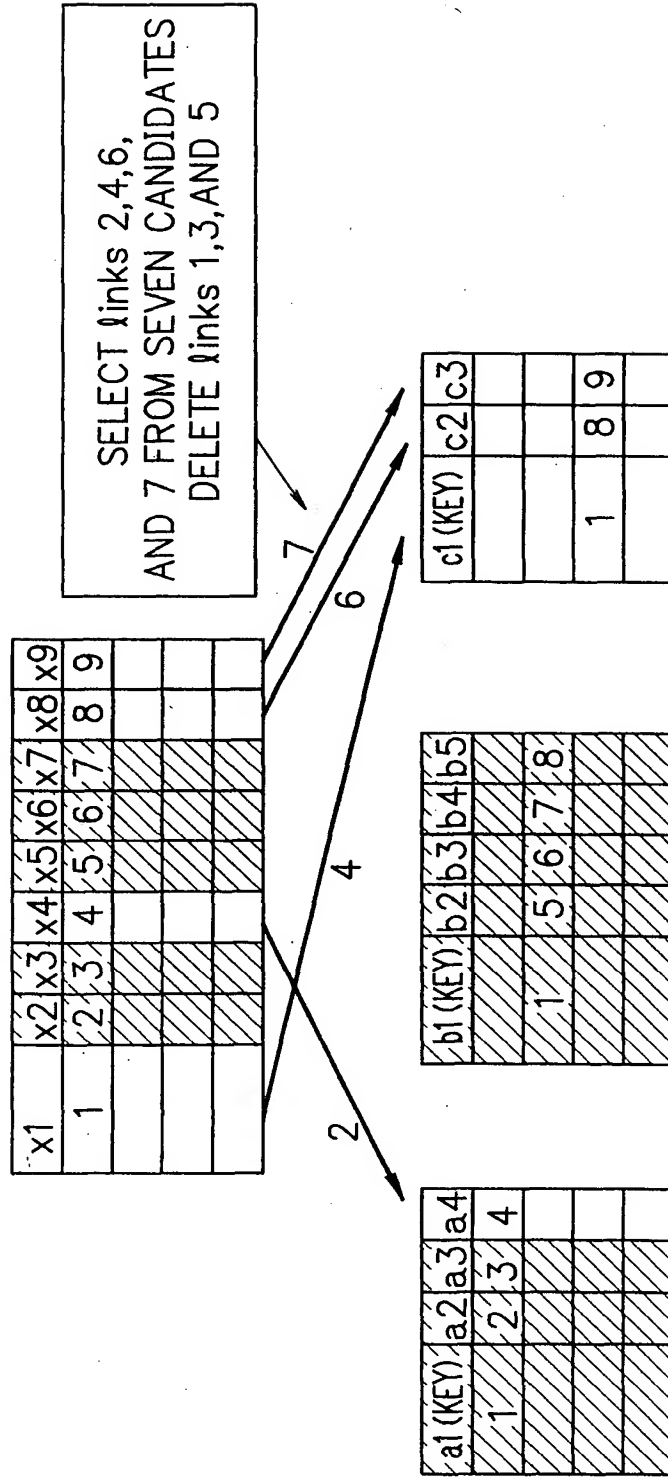 SELECT links 2,4,6,
AND 7 FROM SEVEN CANDIDATES
DELETE links 1,3,AND 5
x1 x2 x3 x4 x5 x6 x7 x8 x9
1 2 3 4 5 6 7 8 9
2
4
6
7
a1 (KEY) a2 a3 a4
1 2 3 4
b1 (KEY) b2 b3 b4 b5
1 5 6 7 8
c1 (KEY) c2 c3
1 8 9